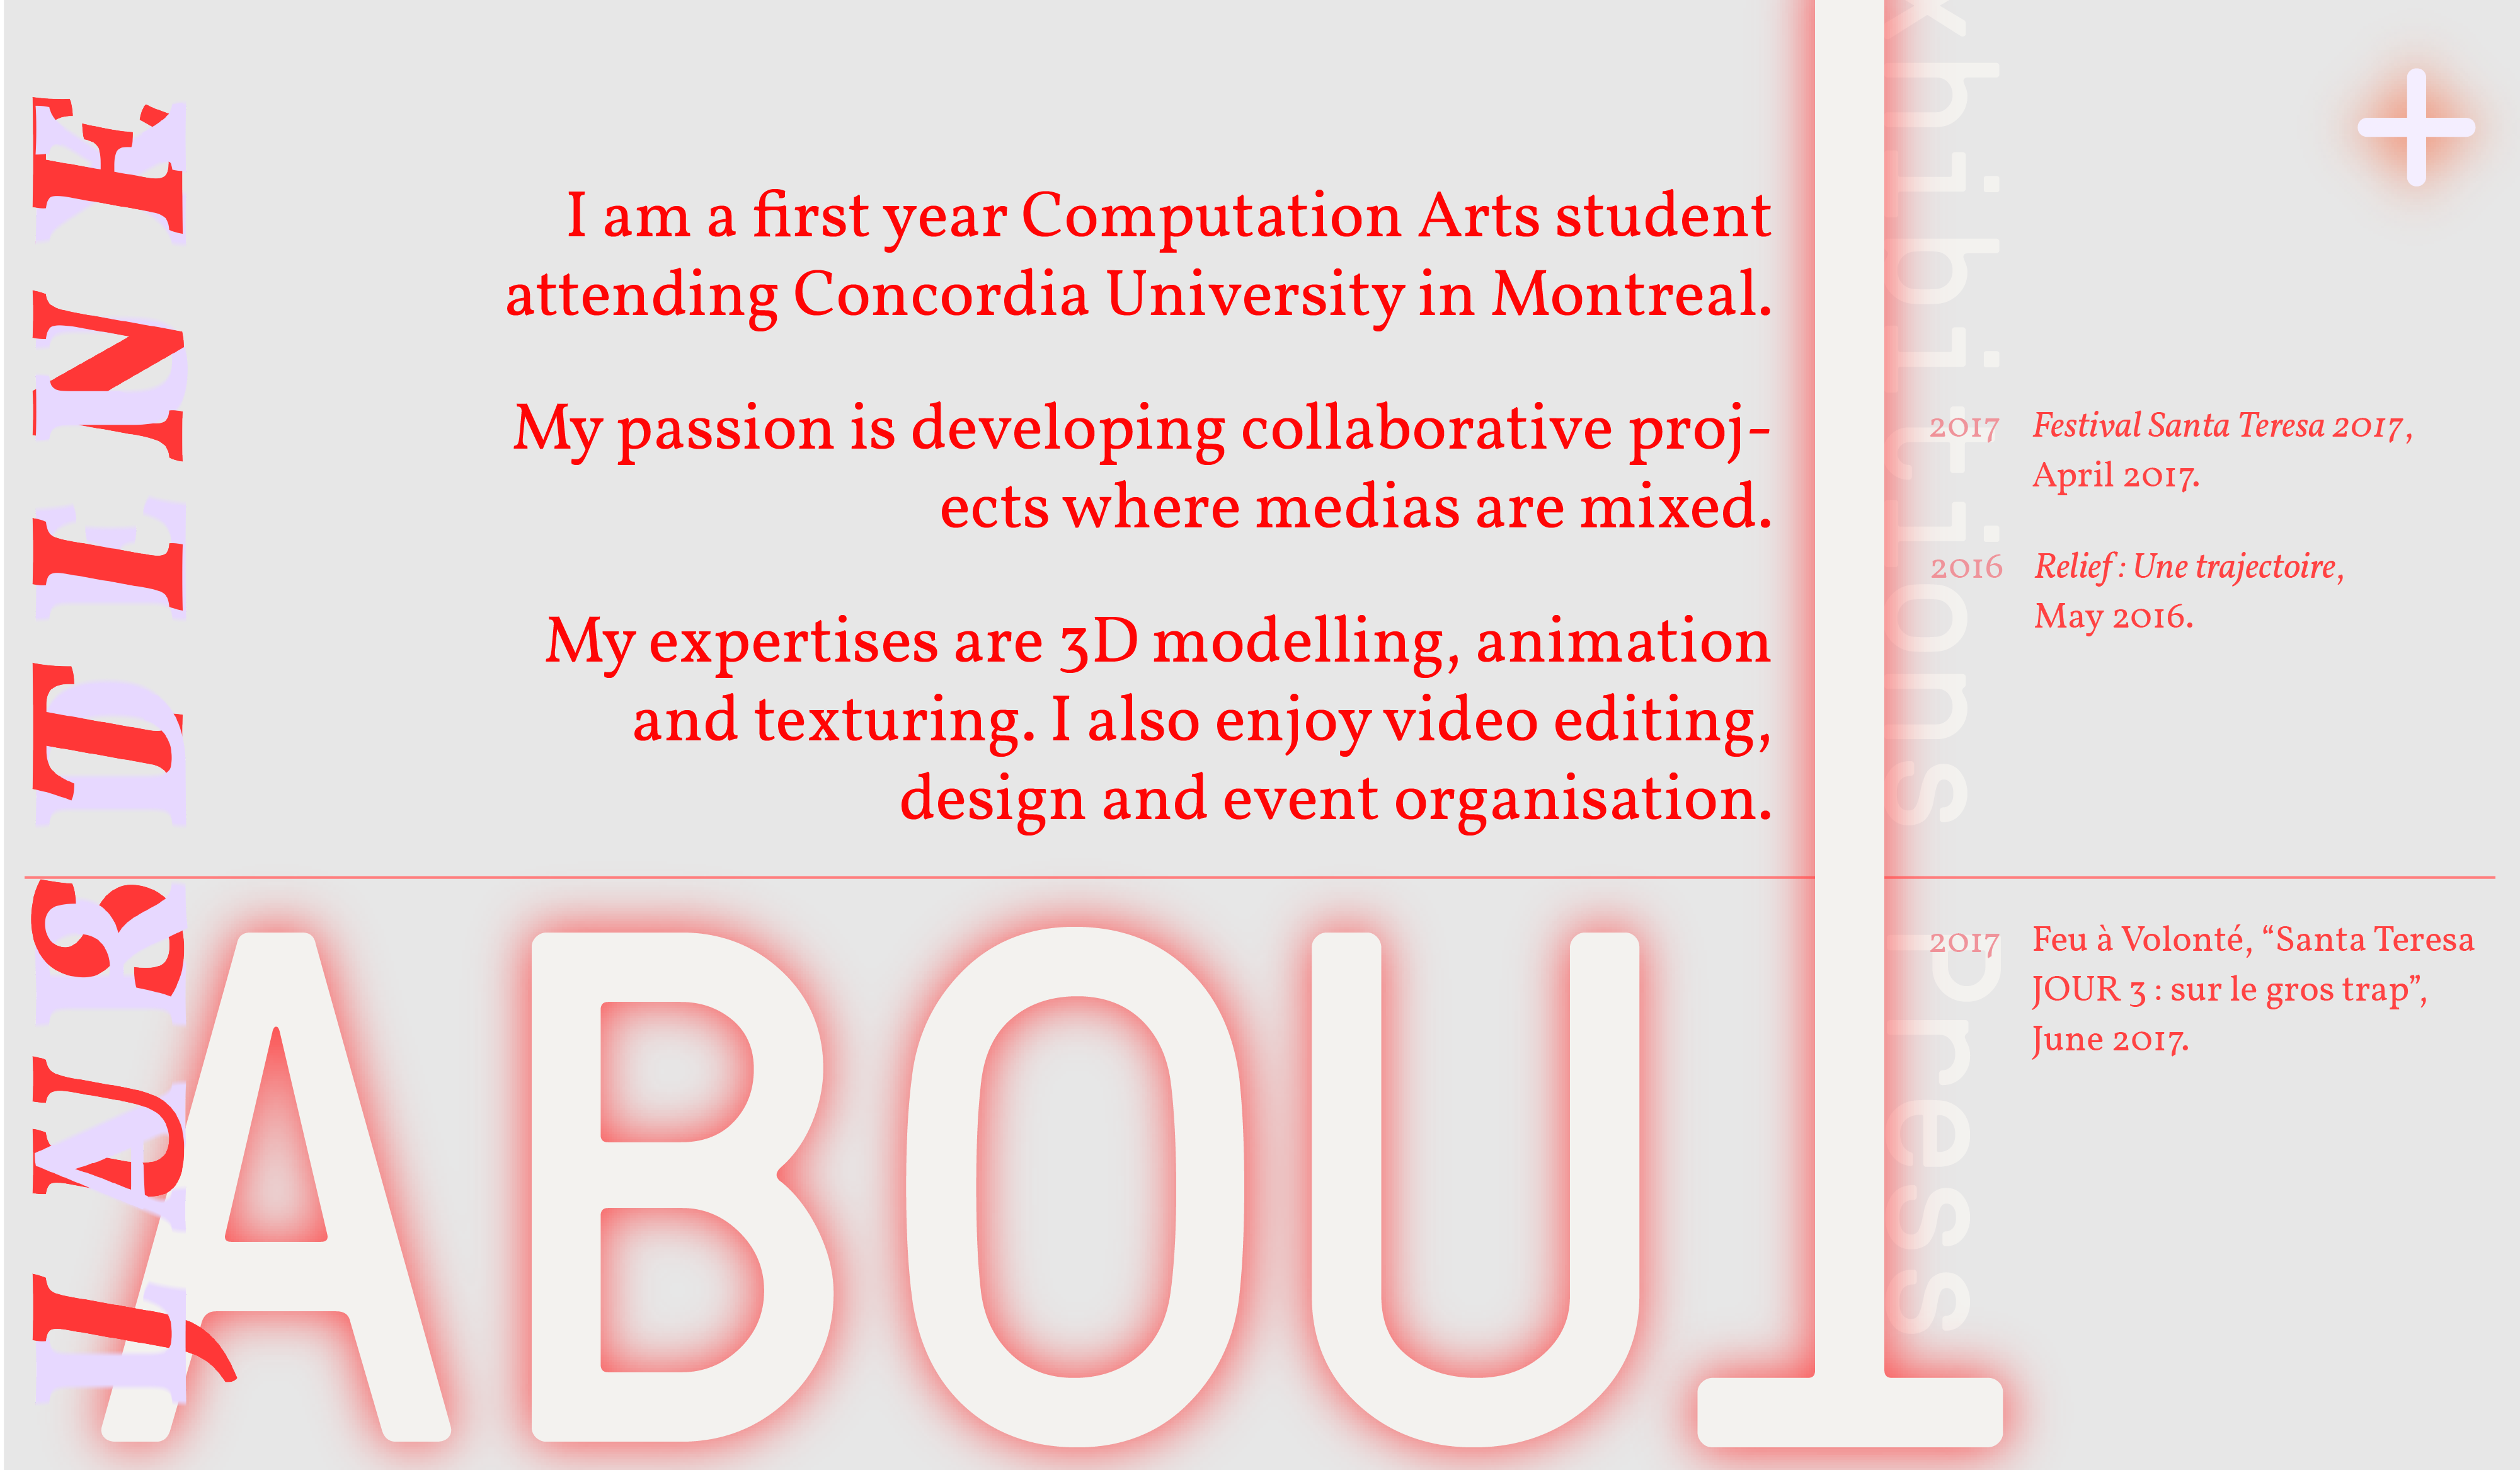 JUSTINE
I am a first year Computation Arts student
attending Concordia University in Montreal.
My passion is developing collaborative proj-
ects where medias are mixed.
My expertises are 3D modelling, animation
and texturing. I also enjoy video editing,
design and event organisation.
ABOUT
xhibitions
2017 Festival Santa Teresa 2017,
April 2017.
2016 Relief : Une trajectoire,
May 2016.
Press
2017 Feu à Volonté, “Santa Teresa
JOUR 3 : sur le gros trap”,
June 2017.